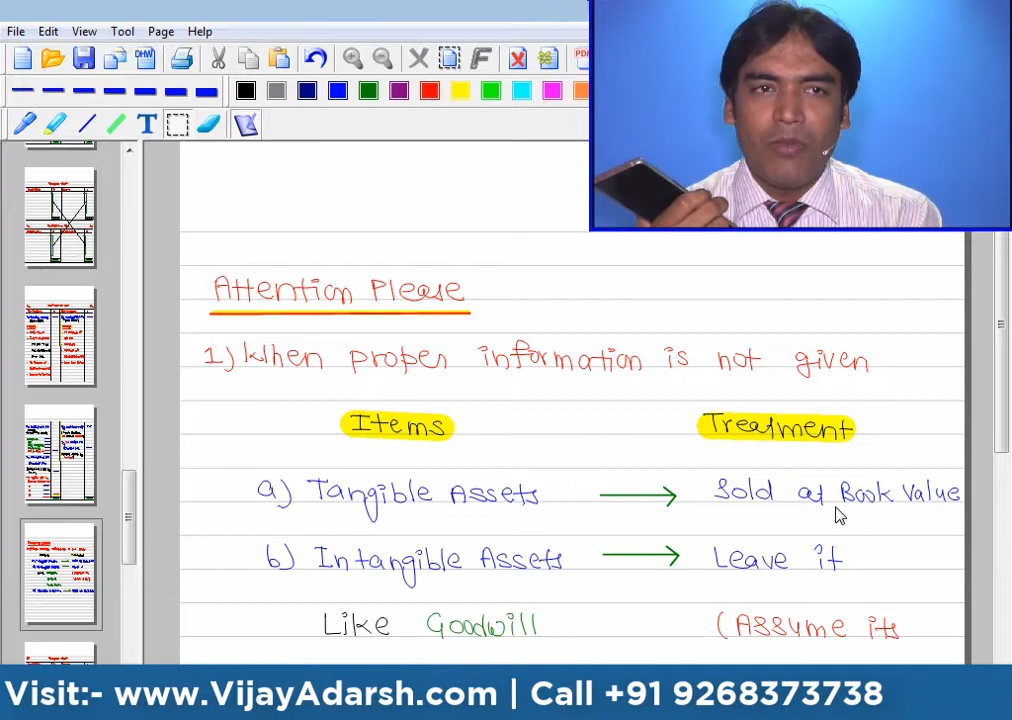 File Edit View Tool Page Help
DHW
PDF
Attention Please
1) When proper information is not given
Items Treatment
a) Tangible Assets → Sold at Book Value
b) Intangible Assets → Leave it
Like Goodwill (Assume its
Visit:- www.VijayAdarsh.com | Call +91 9268373738